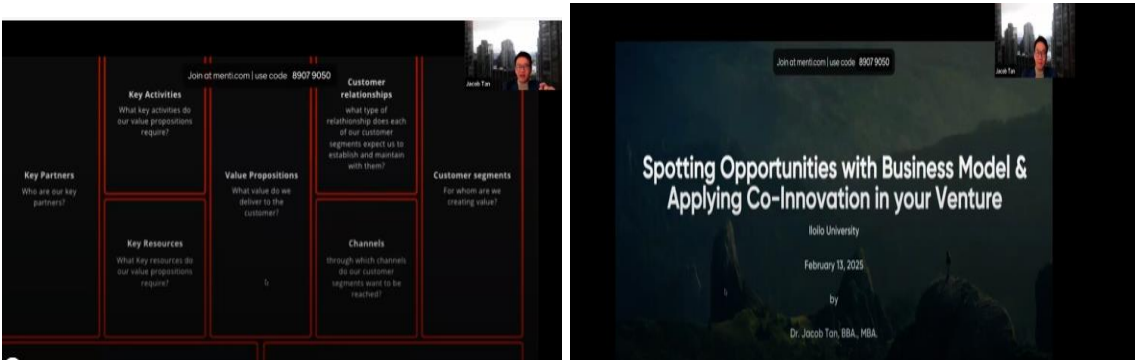 Join at menti.com | use code 8907 9050
Jacob Tan
Key Partners
Who are our key
partners?
Key Activities
What key activities do
our value propositions
require?
Key Resources
What Key resources do
our value propositions
require?
Value Propositions
What value do we
deliver to the
customer?
Customer
relationships
what type of
relathionship does each
of our customer
segments expect us to
establish and maintain
with them?
Channels
through which channels
do our customer
segments want to be
reached?
Customer segments
For whom are we
creating value?
Join at menti.com | use code 8907 9050
Jacob Tan
Spotting Opportunities with Business Model &
Applying Co-Innovation in your Venture
Iloilo University
February 13, 2025
by
Dr. Jacob Tan, BBA., MBA.